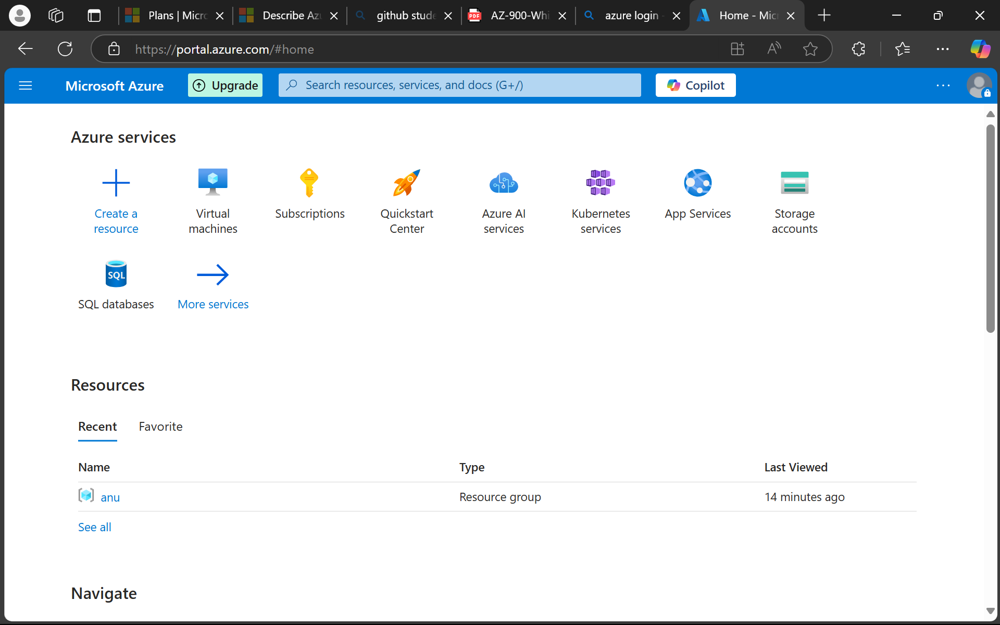 Plans | Micro
Describe Azu
github stude
PDF
AZ-900-Whi
azure login -
Home - Micr
https://portal.azure.com/#home
Microsoft Azure
Upgrade
Search resources, services, and docs (G+/)
Copilot
Azure services
Create a
resource
Virtual
machines
Subscriptions
Quickstart
Center
Azure AI
services
Kubernetes
services
App Services
Storage
accounts
SQL
SQL databases
More services
Resources
Recent
Favorite
Name
Type
Last Viewed
anu
Resource group
14 minutes ago
See all
Navigate